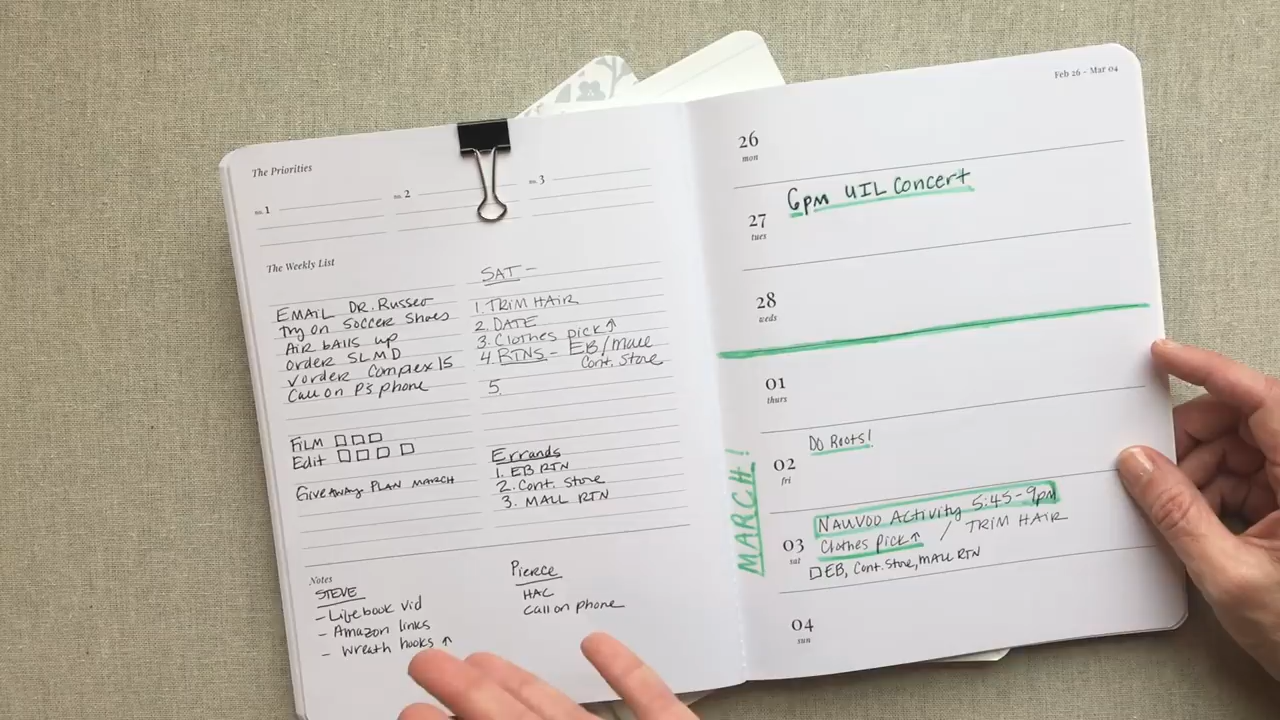 The Priorities
no. 1
no. 2
no. 3
The Weekly List
EMAIL DR. Russeo
Try on Soccer Shoes
Air balls up
order SLMD
order Complex 15
Call on P's phone
FILM □□□
Edit □□□□
GIVEAWAY PLAN MARCH
SAT -
1. TRIM HAIR
2. DATE
3. Clothes pick ↑
4. RTNS - EB/Mall
Cont. Store
5.
Errands
1. EB RTN
2. Cont. Store
3. MALL RTN
Notes
STEVE
- Lifebook vid
- Amazon links
- Wreath hooks ↑
Pierce
HAC
Call on phone
Feb 26 - Mar 04
26
mon
6pm UIL Concert
27
tues
28
weds
01
thurs
MARCH!
DO Roots!
02
fri
NAUVOO Activity 5:45-9pm
03
sat
Clothes pick ↑ / TRIM HAIR
□ EB, Cont. Store, MALL RTN
04
sun